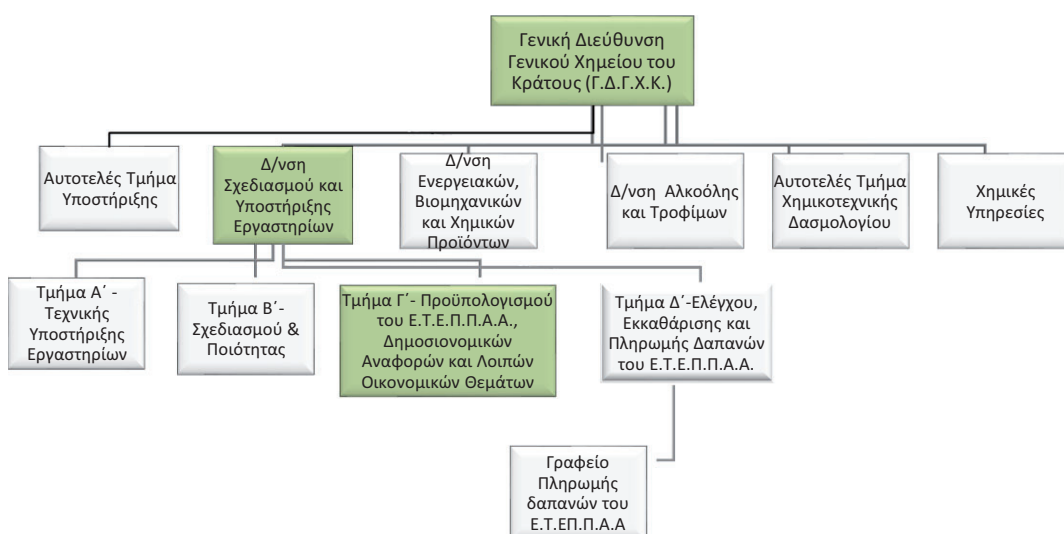 Γενική Διεύθυνση
Γενικού Χημείου του
Κράτους (Γ.Δ.Γ.Χ.Κ.)
Αυτοτελές Τμήμα
Υποστήριξης
Δ/νση
Σχεδιασμού και
Υποστήριξης
Εργαστηρίων
Δ/νση
Ενεργειακών,
Βιομηχανικών
και Χημικών
Προϊόντων
Δ/νση Αλκοόλης
και Τροφίμων
Αυτοτελές Τμήμα
Χημικοτεχνικής
Δασμολογίου
Χημικές
Υπηρεσίες
Τμήμα Α΄ -
Τεχνικής
Υποστήριξης
Εργαστηρίων
Τμήμα Β΄-
Σχεδιασμού &
Ποιότητας
Τμήμα Γ΄- Προϋπολογισμού
του Ε.Τ.Ε.Π.Π.Α.Α.,
Δημοσιονομικών
Αναφορών και Λοιπών
Οικονομικών Θεμάτων
Τμήμα Δ΄-Ελέγχου,
Εκκαθάρισης και
Πληρωμής Δαπανών
του Ε.Τ.Ε.Π.Π.Α.Α.
Γραφείο
Πληρωμής
δαπανών του
Ε.Τ.ΕΠ.Π.Α.Α